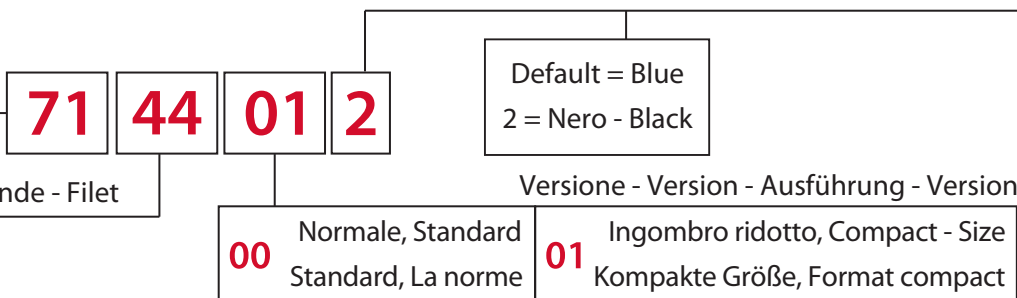 Default = Blue
2 = Nero - Black
71 44 01 2
nde - Filet
Versione - Version - Ausführung - Version
00 Normale, Standard
Standard, La norme
01 Ingombro ridotto, Compact - Size
Kompakte Größe, Format compact